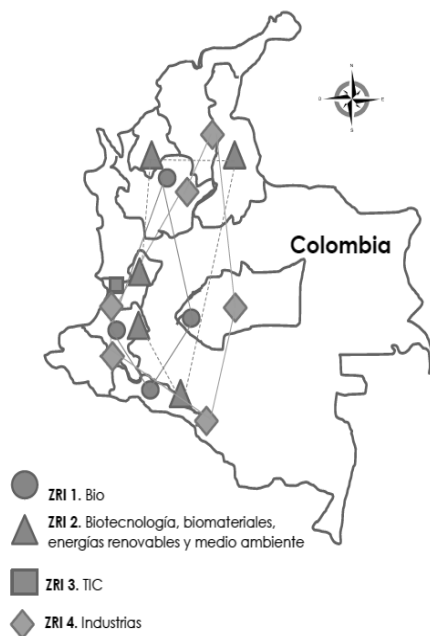 N
E
S
Colombia
ZRI 1. Bio
ZRI 2. Biotecnología, biomateriales,
energías renovables y medio ambiente
ZRI 3. TIC
ZRI 4. Industrias